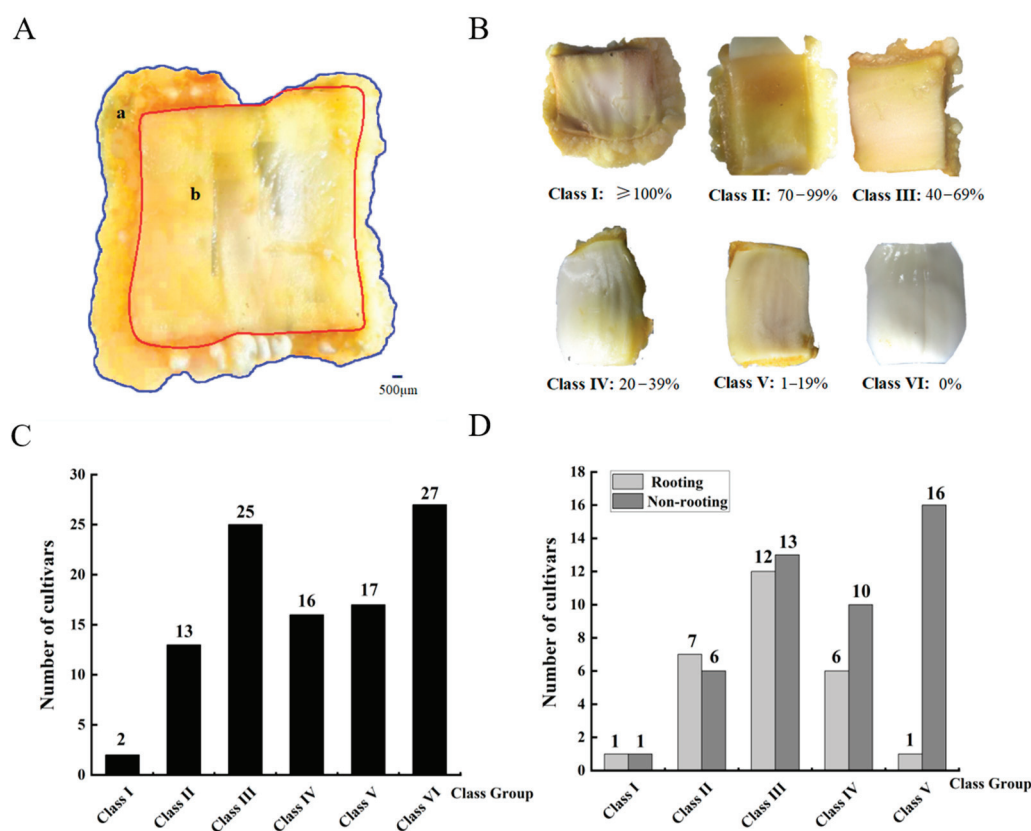 A
a
b
500μm
B
Class I: ≥100%
Class II: 70–99%
Class III: 40–69%
Class IV: 20–39%
Class V: 1–19%
Class VI: 0%
C
Number of cultivars
30
25
20
15
10
5
0
2
13
25
16
17
27
Class I
Class II
Class III
Class IV
Class V
Class VI
Class Group
D
Number of cultivars
18
16
14
12
10
8
6
4
2
0
Rooting
Non-rooting
1
1
7
6
12
13
6
10
1
16
Class I
Class II
Class III
Class IV
Class V
Class Group